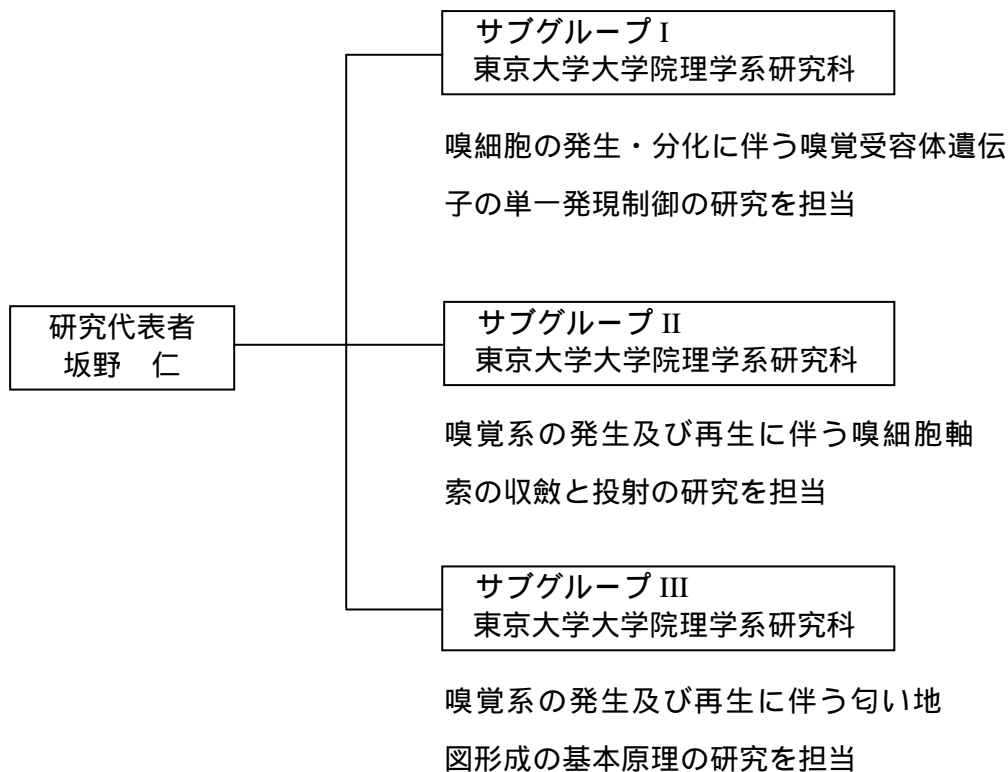 サブグループ I
東京大学大学院理学系研究科
嗅細胞の発生・分化に伴う嗅覚受容体遺伝
子の単一発現制御の研究を担当
研究代表者
坂野　仁
サブグループ II
東京大学大学院理学系研究科
嗅覚系の発生及び再生に伴う嗅細胞軸
索の収斂と投射の研究を担当
サブグループ III
東京大学大学院理学系研究科
嗅覚系の発生及び再生に伴う匂い地
図形成の基本原理の研究を担当